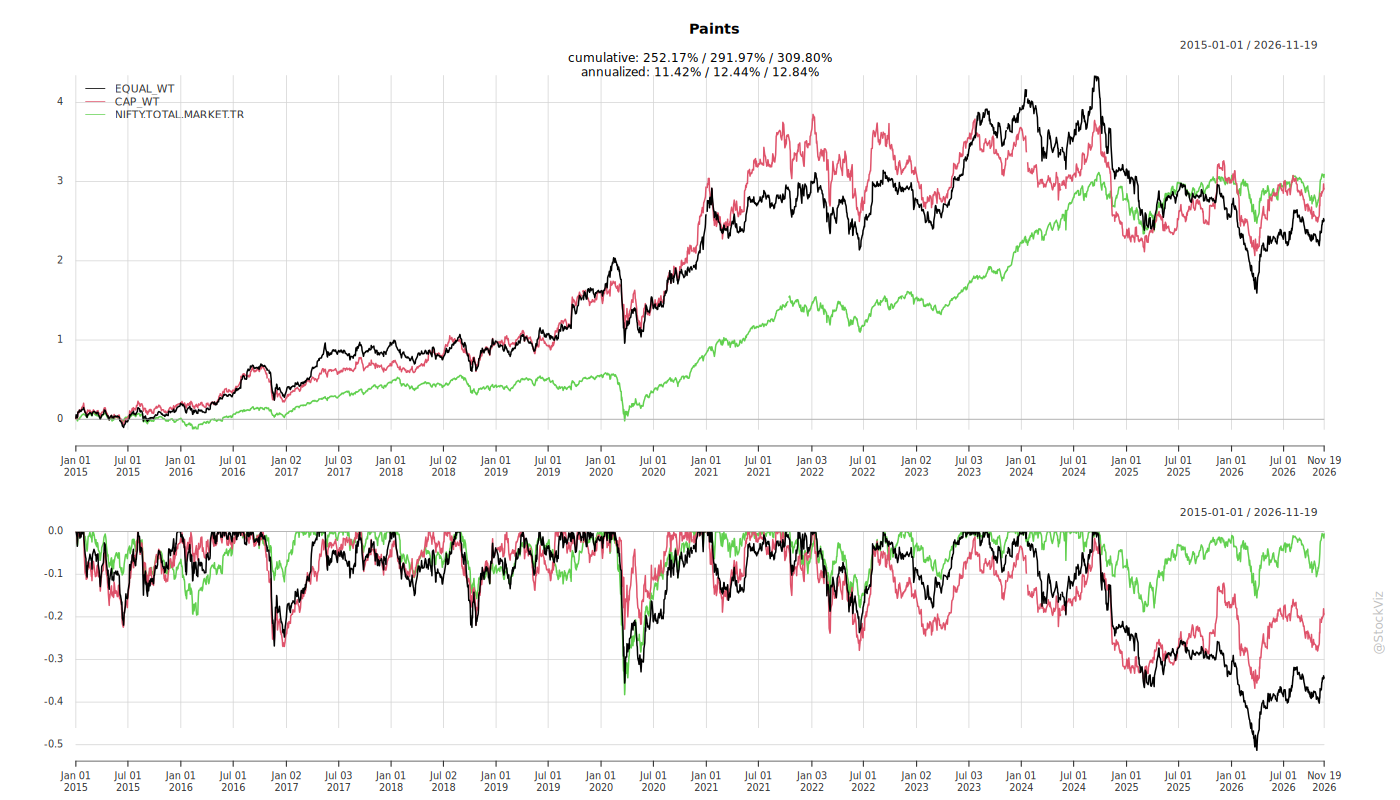 Paints
2015-01-01 / 2026-11-19
cumulative: 252.17% / 291.97% / 309.80%
annualized: 11.42% / 12.44% / 12.84%
EQUAL_WT
CAP_WT
NIFTY.TOTAL.MARKET.TR
4
3
2
1
0
Jan 01 Jul 01 Jan 01 Jul 01 Jan 02 Jul 03 Jan 01 Jul 02 Jan 01 Jul 01 Jan 01 Jul 01 Jan 01 Jul 01 Jan 03 Jul 01 Jan 02 Jul 03 Jan 01 Jul 01 Jan 01 Jul 01 Jan 01 Jul 01 Nov 19
2015 2015 2016 2016 2017 2017 2018 2018 2019 2019 2020 2020 2021 2021 2022 2022 2023 2023 2024 2024 2025 2025 2026 2026 2026
2015-01-01 / 2026-11-19
0.0
-0.1
-0.2
-0.3
-0.4
-0.5
Jan 01 Jul 01 Jan 01 Jul 01 Jan 02 Jul 03 Jan 01 Jul 02 Jan 01 Jul 01 Jan 01 Jul 01 Jan 01 Jul 01 Jan 03 Jul 01 Jan 02 Jul 03 Jan 01 Jul 01 Jan 01 Jul 01 Jan 01 Jul 01 Nov 19
2015 2015 2016 2016 2017 2017 2018 2018 2019 2019 2020 2020 2021 2021 2022 2022 2023 2023 2024 2024 2025 2025 2026 2026 2026
@StockViz